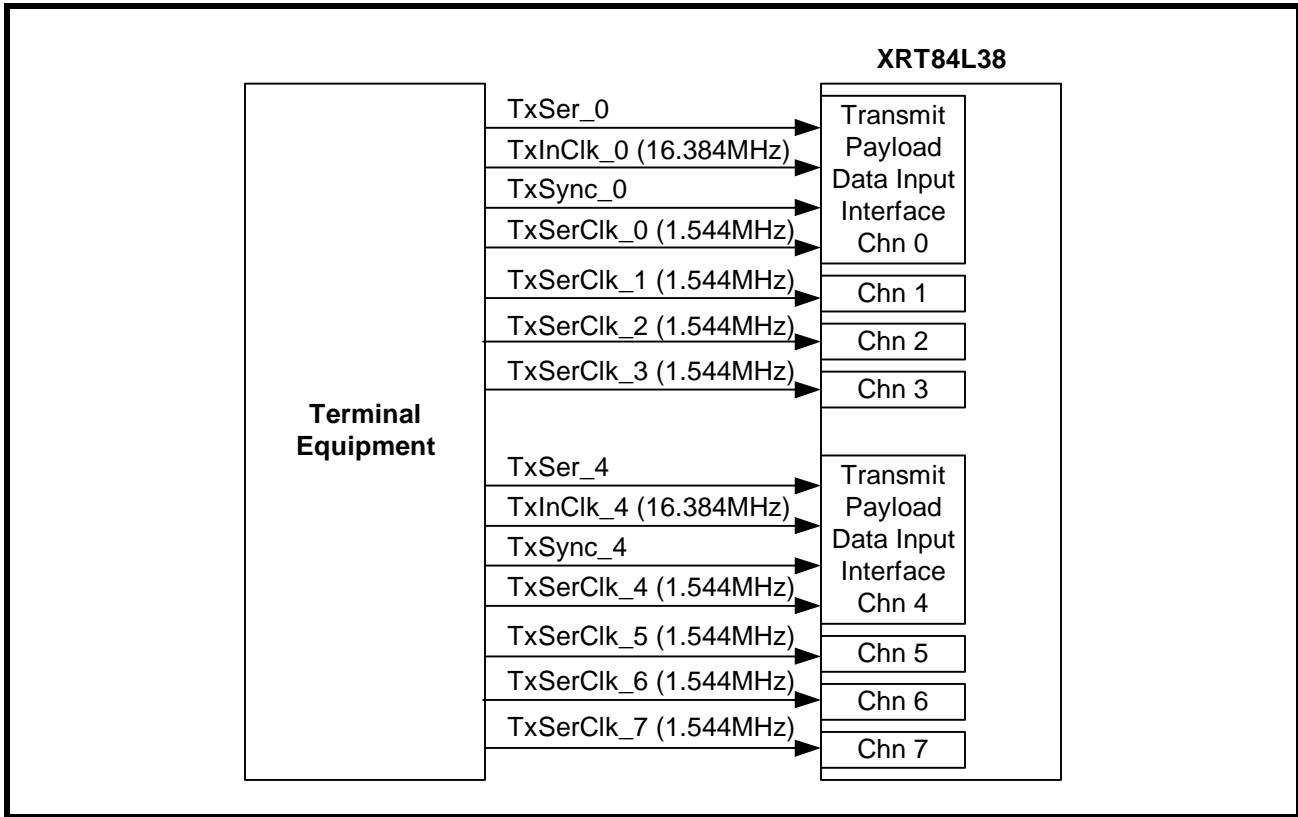 XRT84L38
TxSer_0
TxInClk_0 (16.384MHz)
TxSync_0
TxSerClk_0 (1.544MHz)
TxSerClk_1 (1.544MHz)
TxSerClk_2 (1.544MHz)
TxSerClk_3 (1.544MHz)
Transmit
Payload
Data Input
Interface
Chn 0
Chn 1
Chn 2
Chn 3
Terminal
Equipment
TxSer_4
TxInClk_4 (16.384MHz)
TxSync_4
TxSerClk_4 (1.544MHz)
TxSerClk_5 (1.544MHz)
TxSerClk_6 (1.544MHz)
TxSerClk_7 (1.544MHz)
Transmit
Payload
Data Input
Interface
Chn 4
Chn 5
Chn 6
Chn 7